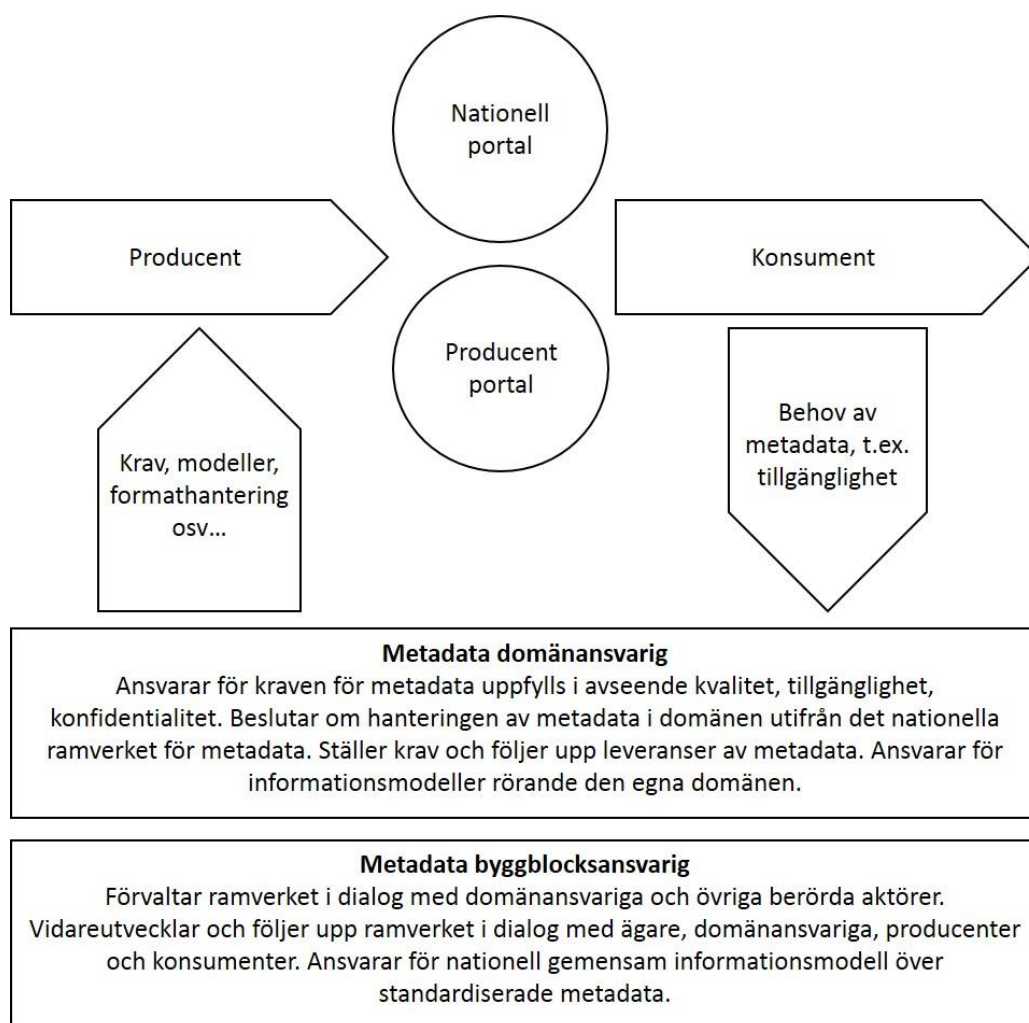 Nationell
portal
Producent
Konsument
Producent
portal
Krav, modeller,
formathantering
osv...
Behov av
metadata, t.ex.
tillgänglighet
Metadata domänansvarig
Ansvarar för kraven för metadata uppfylls i avseende kvalitet, tillgänglighet,
konfidentialitet. Beslutar om hanteringen av metadata i domänen utifrån det nationella
ramverket för metadata. Ställer krav och följer upp leveranser av metadata. Ansvarar för
informationsmodeller rörande den egna domänen.
Metadata byggblocksansvarig
Förvaltar ramverket i dialog med domänansvariga och övriga berörda aktörer.
Vidareutvecklar och följer upp ramverket i dialog med ägare, domänansvariga, producenter
och konsumenter. Ansvarar för nationell gemensam informationsmodell över
standardiserade metadata.